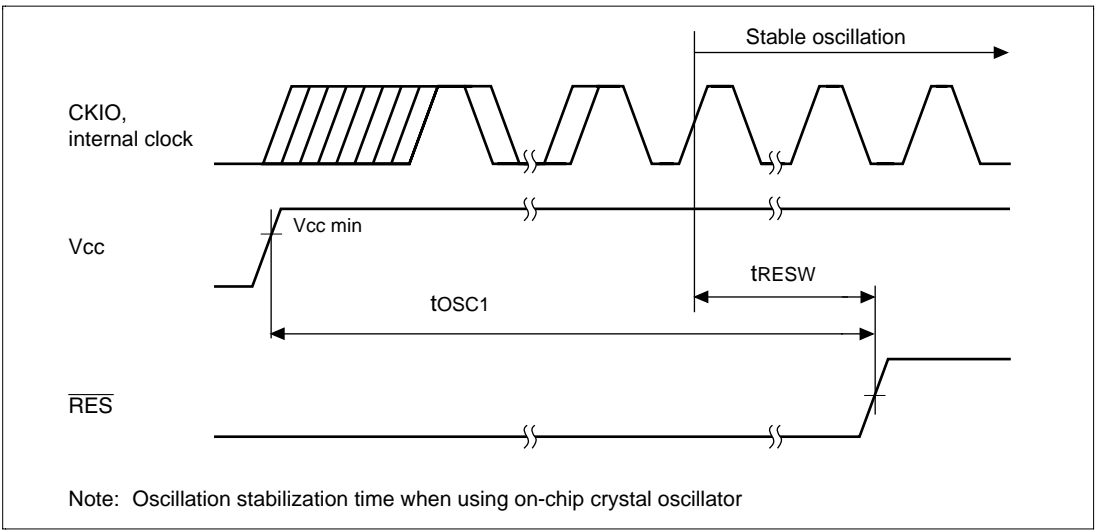 Stable oscillation
CKIO,
internal clock
Vcc min
Vcc
tRESW
tOSC1
RES
Note: Oscillation stabilization time when using on-chip crystal oscillator